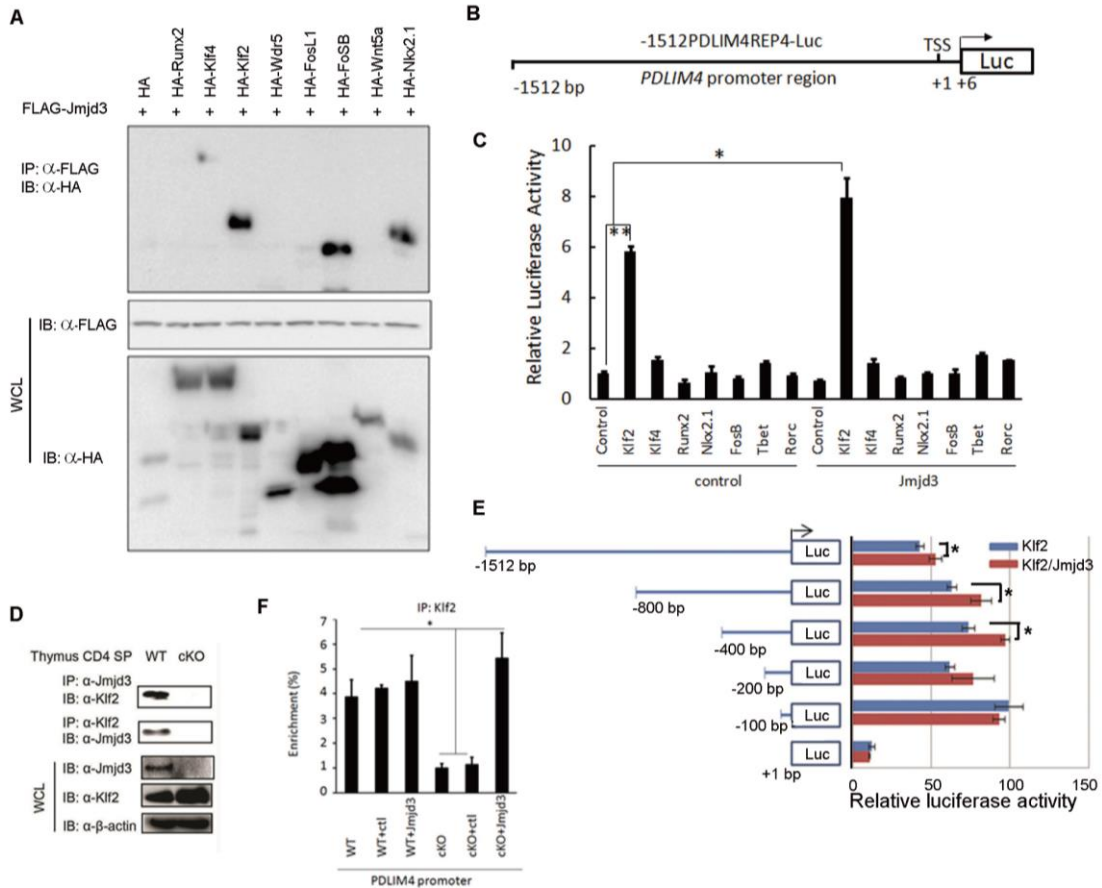 A
+ HA
+ HA-Runx2
+ HA-Klf4
+ HA-Klf2
+ HA-Wdr5
+ HA-FosL1
+ HA-FoSB
+ HA-Wnt5a
+ HA-Nkx2.1
FLAG-Jmjd3
IP: α-FLAG
IB: α-HA
IB: α-FLAG
WCL
IB: α-HA
B
-1512PDLIM4REP4-Luc
TSS
Luc
-1512 bp
PDLIM4 promoter region
+1 +6
C
Relative Luciferase Activity
10
8
6
4
2
0
*
**
Control
Klf2
Klf4
Runx2
Nkx2.1
FosB
Tbet
Rorc
Control
Klf2
Klf4
Runx2
Nkx2.1
FosB
Tbet
Rorc
control
Jmjd3
D
Thymus CD4 SP WT cKO
IP: α-Jmjd3
IB: α-Klf2
IP: α-Klf2
IB: α-Jmjd3
WCL
IB: α-Jmjd3
IB: α-Klf2
IB: α-β-actin
F
IP: Klf2
*
Enrichment (%)
7
6
5
4
3
2
1
0
WT
WT+ctl
WT+Jmjd3
cKO
cKO+ctl
cKO+Jmjd3
PDLIM4 promoter
E
Luc
-1512 bp
Luc
-800 bp
Luc
-400 bp
Luc
-200 bp
Luc
-100 bp
Luc
+1 bp
Klf2
Klf2/Jmjd3
*
*
*
0 50 100 150
Relative luciferase activity